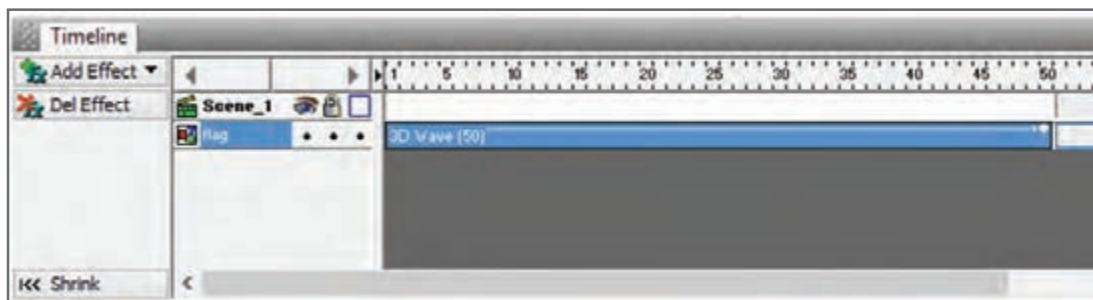 Timeline
Add Effect 1 5 10 15 20 25 30 35 40 45 50
Del Effect Scene_1
flag 3D Wave (50)
Shrink